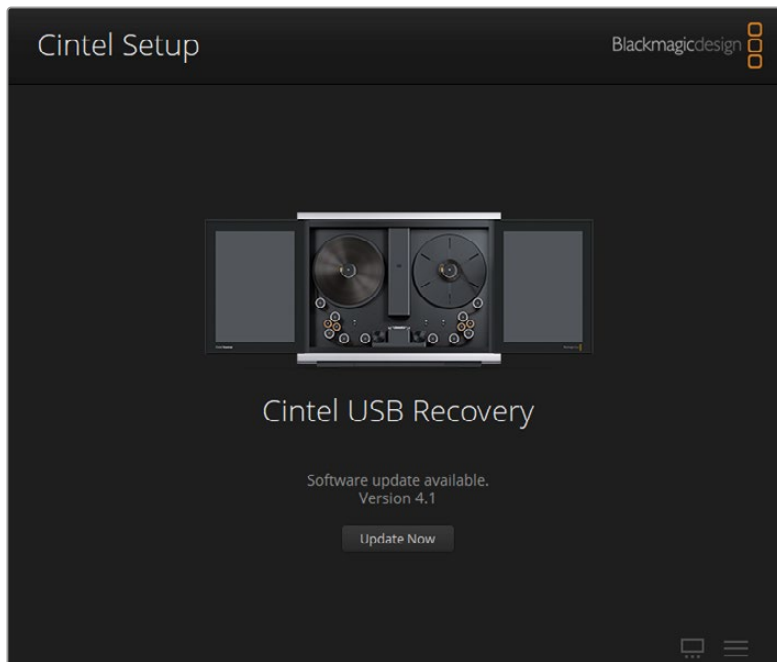 Cintel Setup
Blackmagicdesign
Cintel USB Recovery
Software update available.
Version 4.1
Update Now